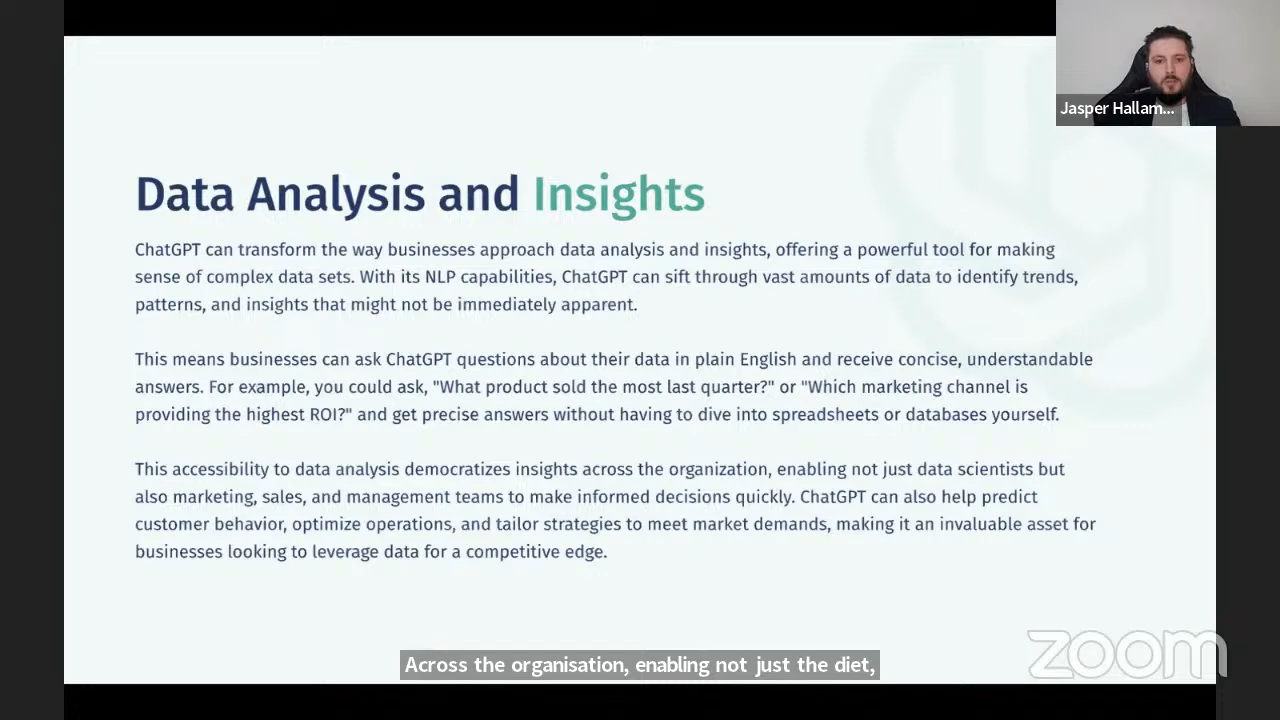 Jasper Hallam...
Data Analysis and Insights
ChatGPT can transform the way businesses approach data analysis and insights, offering a powerful tool for making
sense of complex data sets. With its NLP capabilities, ChatGPT can sift through vast amounts of data to identify trends,
patterns, and insights that might not be immediately apparent.
This means businesses can ask ChatGPT questions about their data in plain English and receive concise, understandable
answers. For example, you could ask, "What product sold the most last quarter?" or "Which marketing channel is
providing the highest ROI?" and get precise answers without having to dive into spreadsheets or databases yourself.
This accessibility to data analysis democratizes insights across the organization, enabling not just data scientists but
also marketing, sales, and management teams to make informed decisions quickly. ChatGPT can also help predict
customer behavior, optimize operations, and tailor strategies to meet market demands, making it an invaluable asset for
businesses looking to leverage data for a competitive edge.
Across the organisation, enabling not just the diet,
zoom